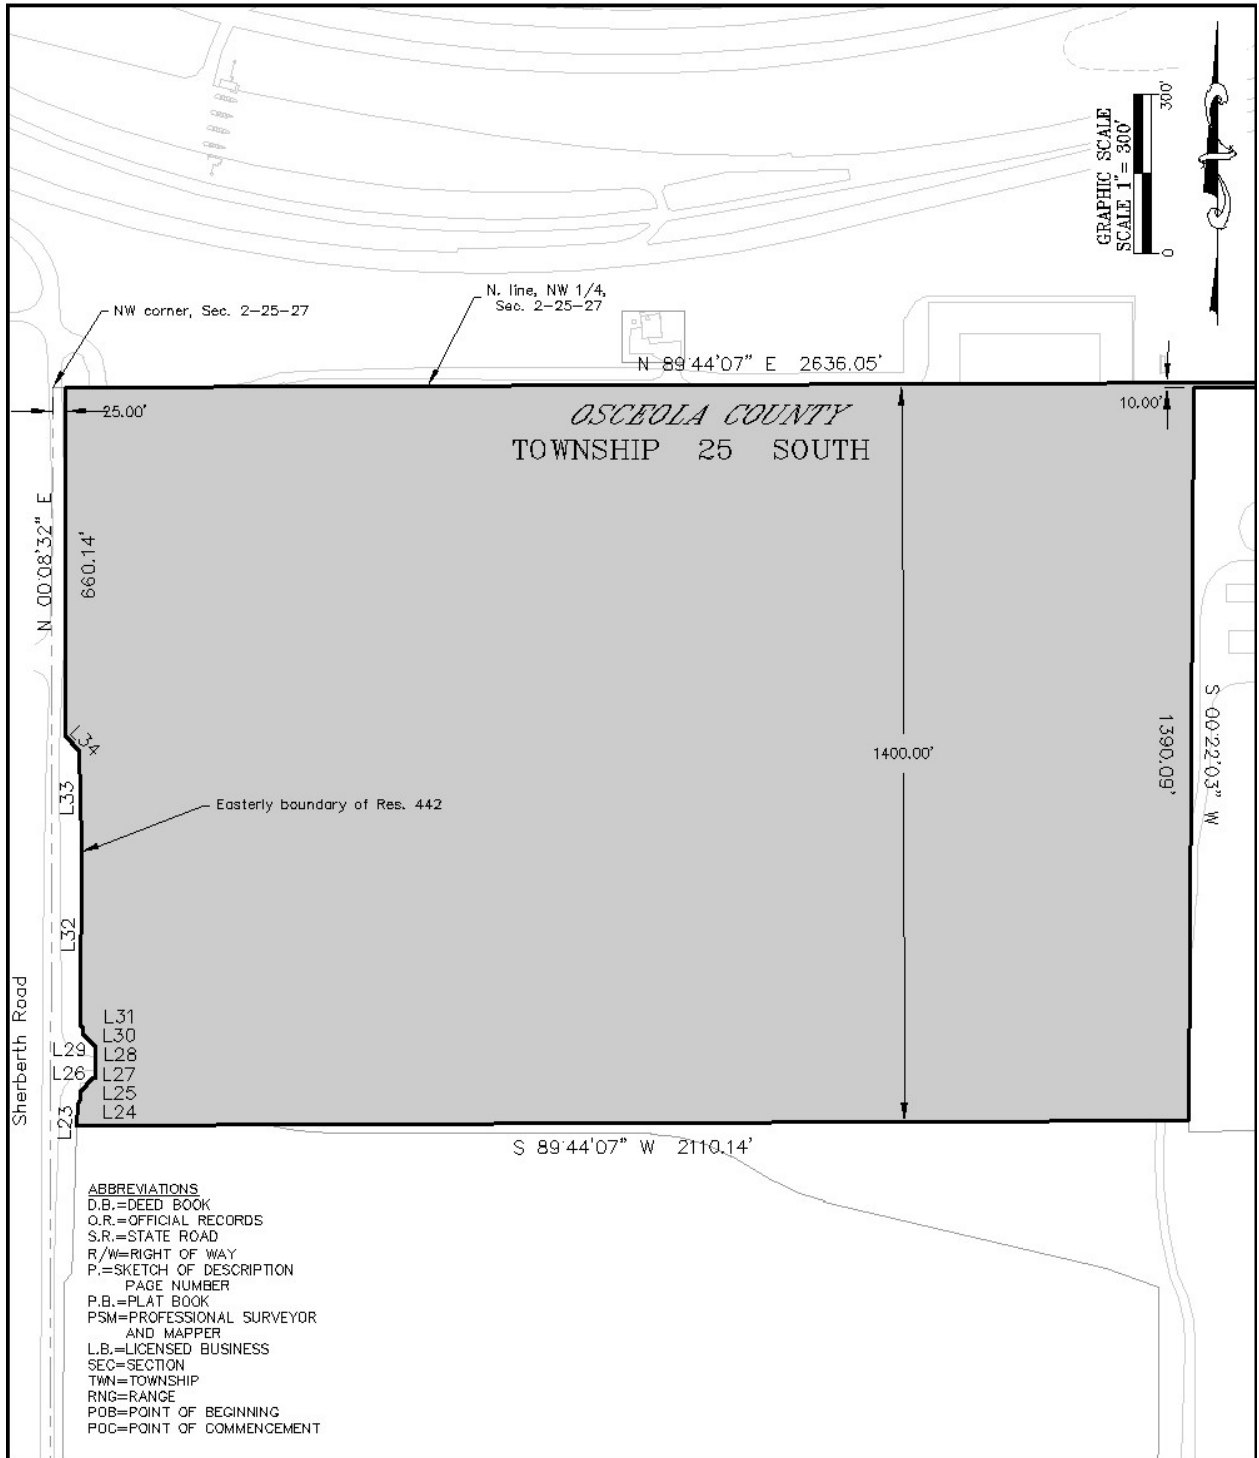 GRAPHIC SCALE
SCALE 1"= 300'
0
300'
NW corner, Sec. 2-25-27
N. line, NW 1/4,
Sec. 2-25-27
N 89°44'07" E 2636.05'
25.00'
10.00'
OSCEOLA COUNTY
TOWNSHIP 25 SOUTH
N 00°08'32" E
660.14'
L34
L33
Easterly boundary of Res. 442
1400.00'
1390.09'
S 00°22'03" W
L32
Sherberth Road
L31
L30
L29
L28
L26
L27
L25
L24
L23
S 89°44'07" W 2110.14'
ABBREVIATIONS
D.B.=DEED BOOK
O.R.=OFFICIAL RECORDS
S.R.=STATE ROAD
R/W=RIGHT OF WAY
P.=SKETCH OF DESCRIPTION
PAGE NUMBER
P.B.=PLAT BOOK
PSM=PROFESSIONAL SURVEYOR
AND MAPPER
L.B.=LICENSED BUSINESS
SEC=SECTION
TWN=TOWNSHIP
RNG=RANGE
POB=POINT OF BEGINNING
POC=POINT OF COMMENCEMENT